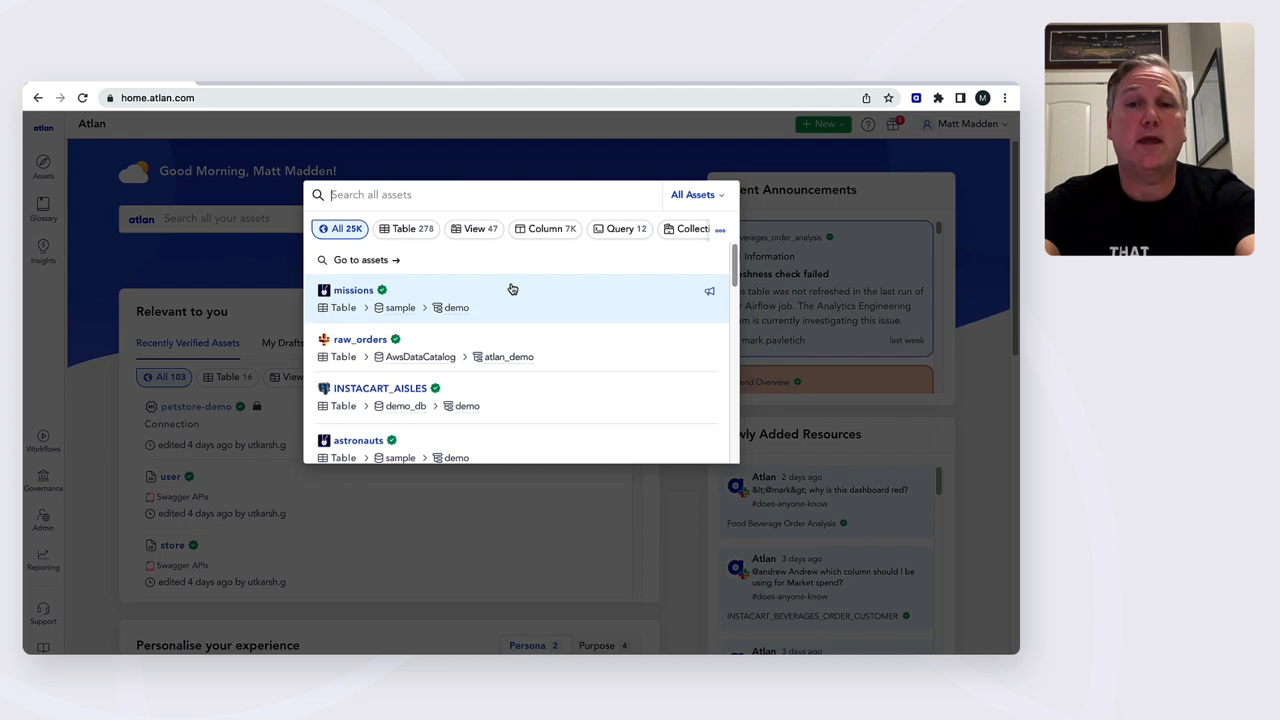 home.atlan.com
M
atlan
Atlan
+ New
5
Matt Madden
Assets
Glossary
Insights
Workflows
Governance
Admin
Reporting
Support
Good Morning, Matt Madden!
atlan
Search all your assets
Search all assets
All Assets
All 25K
Table 278
View 47
Column 7K
Query 12
Collecti
Go to assets →
missions
Table > sample > demo
raw_orders
Table > AwsDataCatalog > atlan_demo
INSTACART_AISLES
Table > demo_db > demo
astronauts
Table > sample > demo
Relevant to you
Recently Verified Assets
My Drafts
All 103
Table 16
View
petstore-demo
Connection
edited 4 days ago by utkarsh.g
user
Swagger APIs
edited 4 days ago by utkarsh.g
store
Swagger APIs
edited 4 days ago by utkarsh.g
Personalise your experience
Persona 2
Purpose 4
ent Announcements
verages_order_analysis
Information
shness check failed
s table was not refreshed in the last run of
Airflow job. The Analytics Engineering
m is currently investigating this issue.
mark.pavletich
last week
end Overview
wly Added Resources
Atlan 2 days ago
&lt;@mark&gt; why is this dashboard red?
#does-anyone-know
Food Beverage Order Analysis
Atlan 3 days ago
@andrew Andrew which column should I be
using for Market spend?
#does-anyone-know
INSTACART_BEVERAGES_ORDER_CUSTOMER
Atlan 3 days ago
THAT